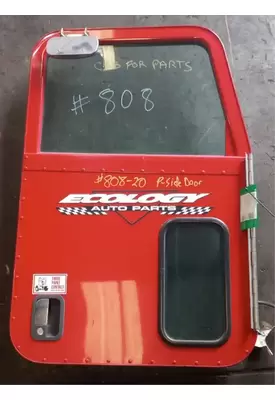 FOR PARTS
# 808
#808-20 R-Side Door
ECOLOGY
AUTO PARTS